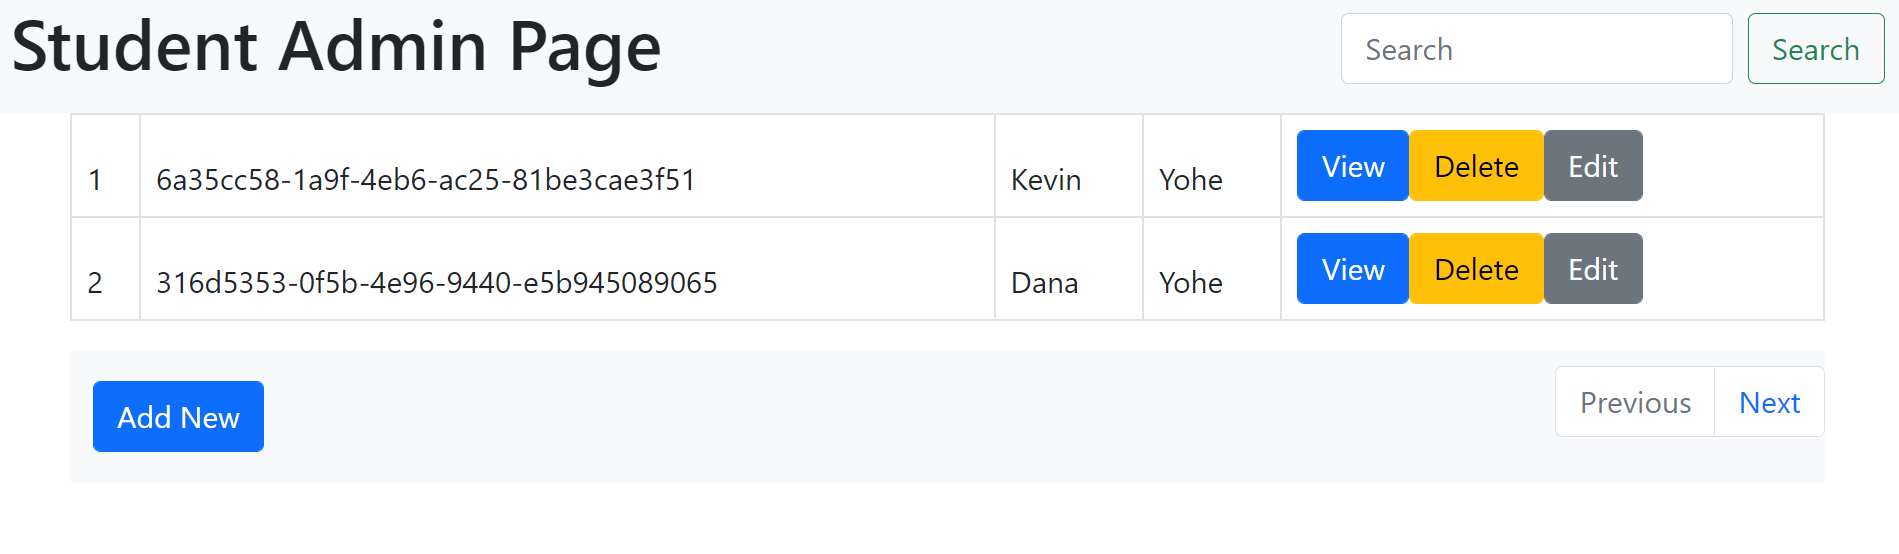 Student Admin Page Search Search
1 6a35cc58-1a9f-4eb6-ac25-81be3cae3f51 Kevin Yohe View Delete Edit
2 316d5353-0f5b-4e96-9440-e5b945089065 Dana Yohe View Delete Edit
Add New Previous Next